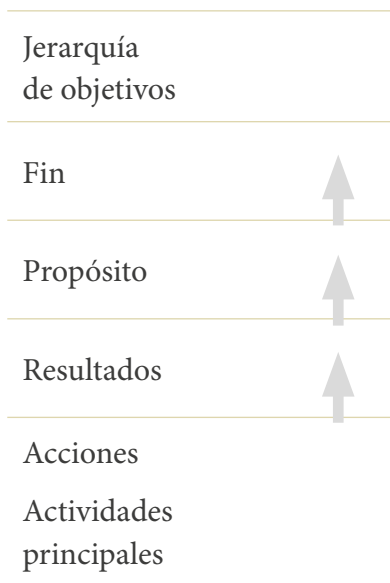 Jerarquía
de objetivos
Fin
Propósito
Resultados
Acciones
Actividades
principales